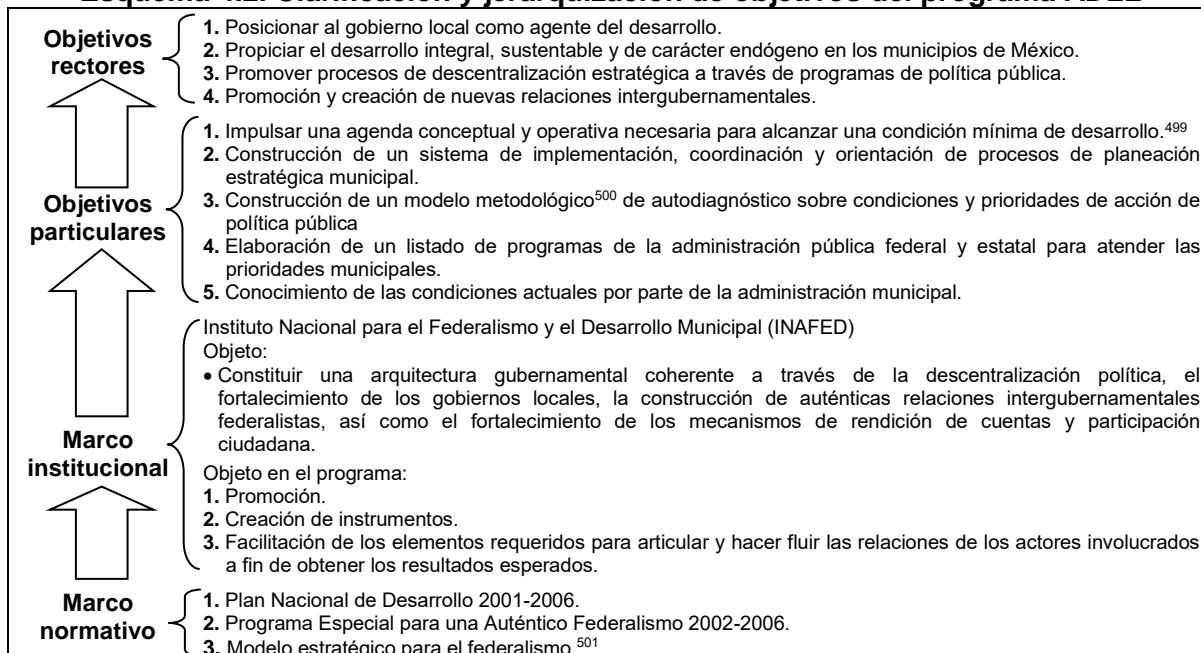 Esquema 4.2. Clarificación y jerarquización de objetivos del programa ADEL
Objetivos rectores
1. Posicionar al gobierno local como agente del desarrollo.
2. Propiciar el desarrollo integral, sustentable y de carácter endógeno en los municipios de México.
3. Promover procesos de descentralización estratégica a través de programas de política pública.
4. Promoción y creación de nuevas relaciones intergubernamentales.
Objetivos particulares
1. Impulsar una agenda conceptual y operativa necesaria para alcanzar una condición mínima de desarrollo.499
2. Construcción de un sistema de implementación, coordinación y orientación de procesos de planeación
estratégica municipal.
3. Construcción de un modelo metodológico500 de autodiagnóstico sobre condiciones y prioridades de acción de
política pública
4. Elaboración de un listado de programas de la administración pública federal y estatal para atender las
prioridades municipales.
5. Conocimiento de las condiciones actuales por parte de la administración municipal.
Marco institucional
Instituto Nacional para el Federalismo y el Desarrollo Municipal (INAFED)
Objeto:
• Constituir una arquitectura gubernamental coherente a través de la descentralización política, el
fortalecimiento de los gobiernos locales, la construcción de auténticas relaciones intergubernamentales
federalistas, así como el fortalecimiento de los mecanismos de rendición de cuentas y participación
ciudadana.
Objeto en el programa:
1. Promoción.
2. Creación de instrumentos.
3. Facilitación de los elementos requeridos para articular y hacer fluir las relaciones de los actores involucrados
a fin de obtener los resultados esperados.
Marco normativo
1. Plan Nacional de Desarrollo 2001-2006.
2. Programa Especial para una Auténtico Federalismo 2002-2006.
3. Modelo estratégico para el federalismo.501